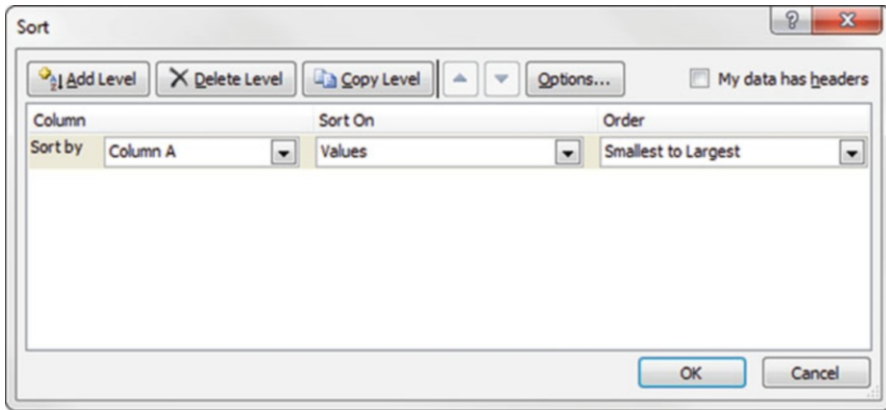 Sort
Add Level Delete Level Copy Level Options... My data has headers
Column Sort On Order
Sort by Column A Values Smallest to Largest
OK Cancel